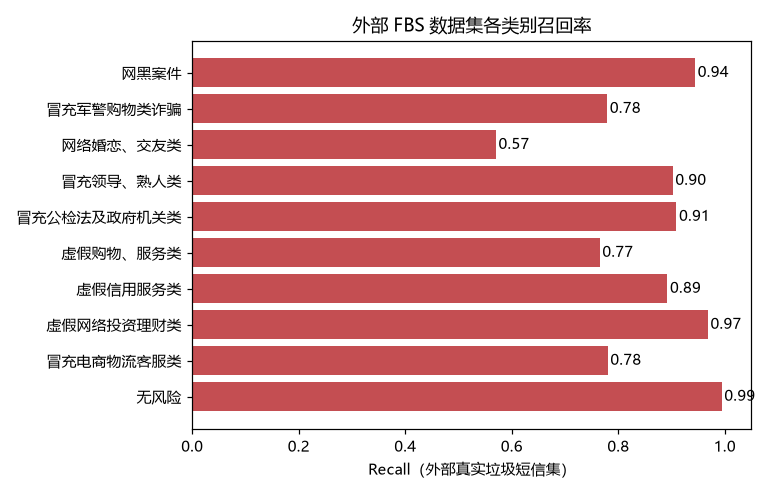 外部 FBS 数据集各类别召回率
网黑案件
0.94
冒充军警购物类诈骗
0.78
网络婚恋、交友类
0.57
冒充领导、熟人类
0.90
冒充公检法及政府机关类
0.91
虚假购物、服务类
0.77
虚假信用服务类
0.89
虚假网络投资理财类
0.97
冒充电商物流客服类
0.78
无风险
0.99
0.0 0.2 0.4 0.6 0.8 1.0
Recall（外部真实垃圾短信集）